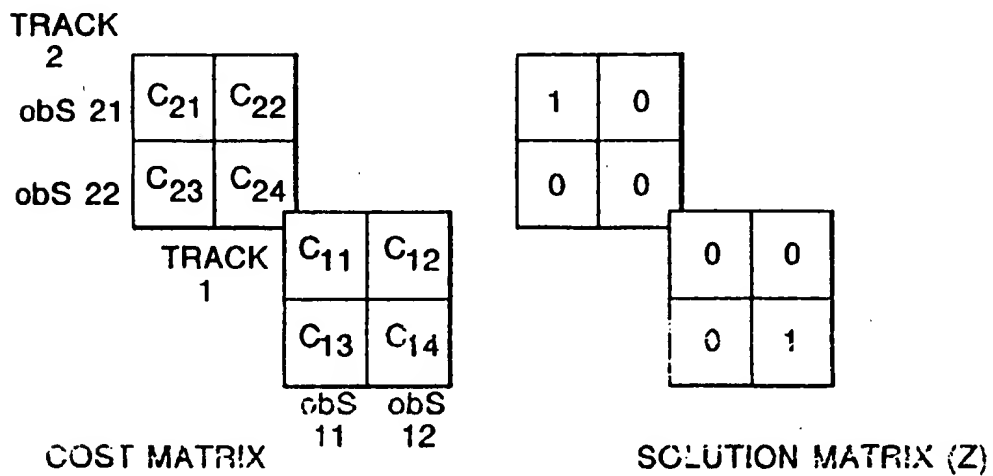 TRACK
2
obS 21
C21 C22
1 0
obS 22
C23 C24
0 0
TRACK
1
C11 C12
0 0
C13 C14
0 1
obS obS
11 12
COST MATRIX
SOLUTION MATRIX (Z)